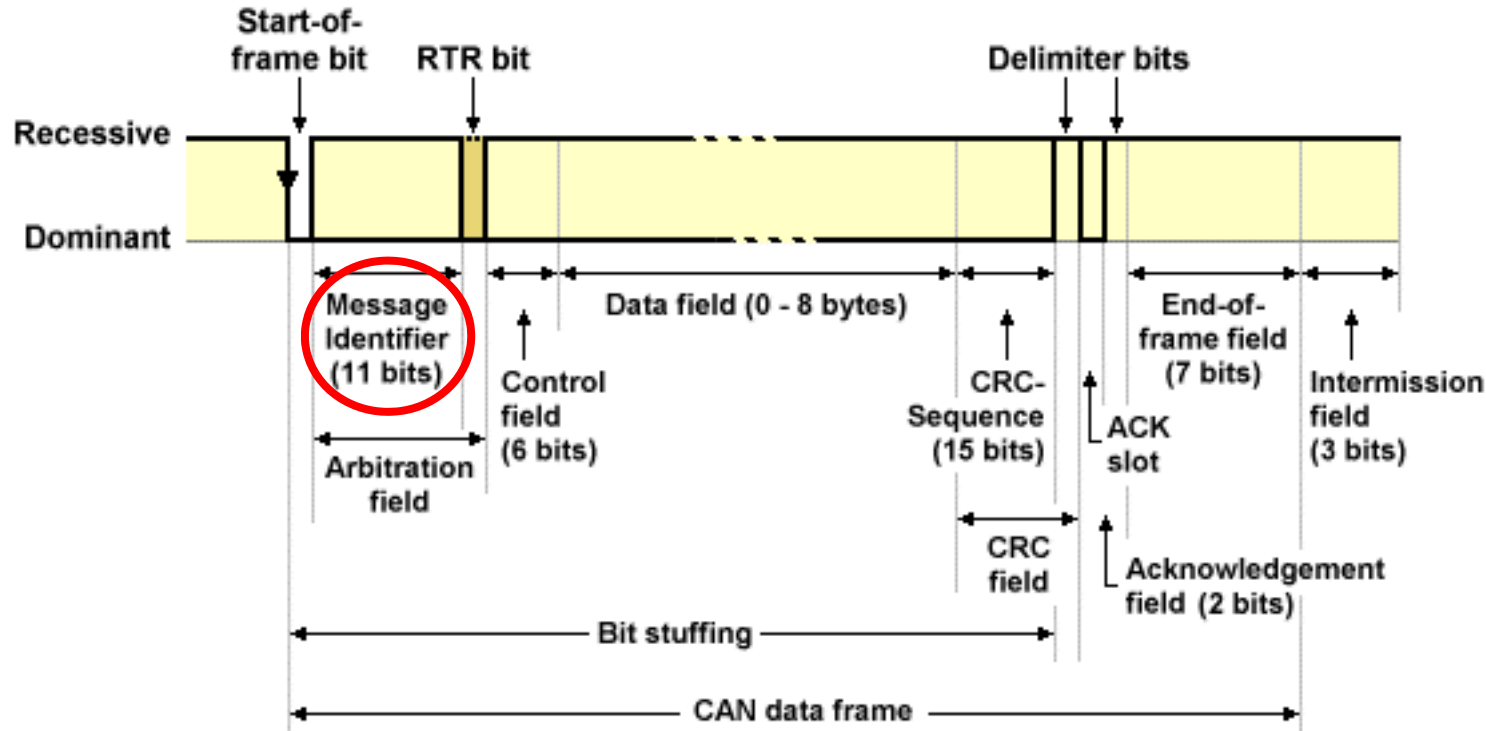 Start-of-
frame bit
RTR bit
Delimiter bits
Recessive
Dominant
Message
Identifier
(11 bits)
Data field (0 - 8 bytes)
End-of-
frame field
(7 bits)
Control
field
(6 bits)
CRC-
Sequence
(15 bits)
ACK
slot
Intermission
field
(3 bits)
Arbitration
field
CRC
field
Acknowledgement
field (2 bits)
Bit stuffing
CAN data frame